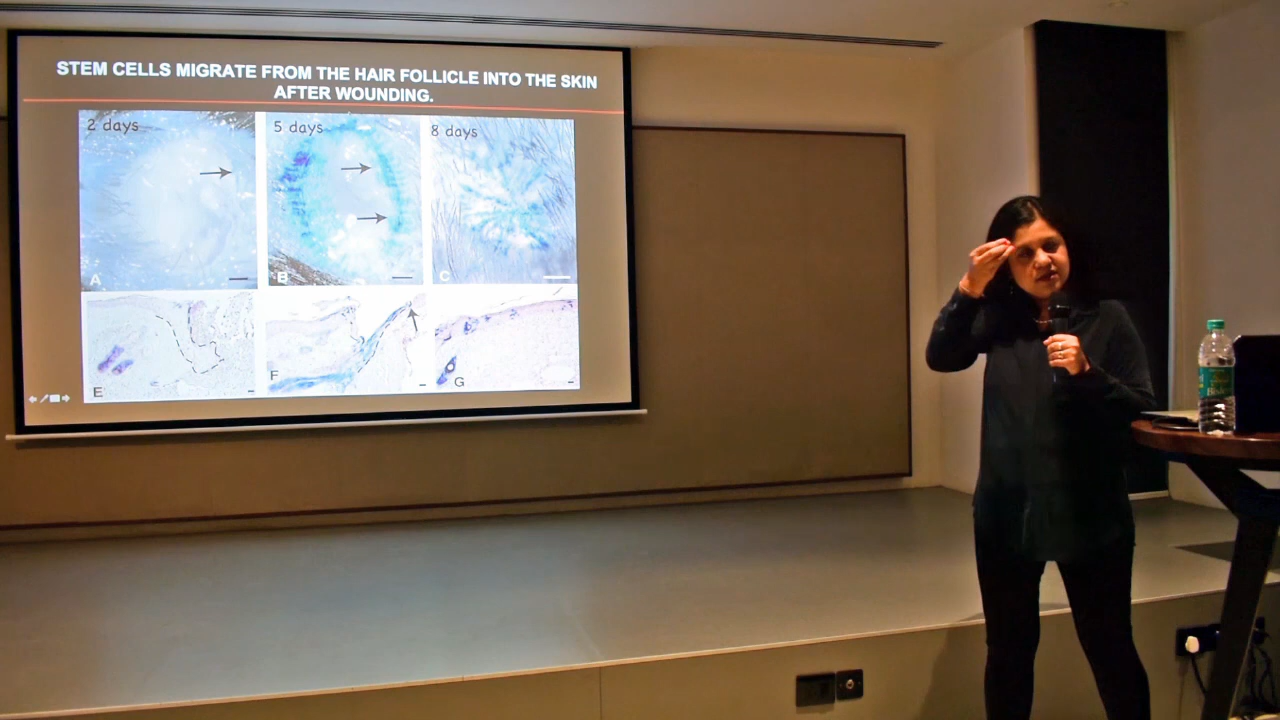 STEM CELLS MIGRATE FROM THE HAIR FOLLICLE INTO THE SKIN
AFTER WOUNDING.
2 days
5 days
8 days
A
B
C
E
F
G